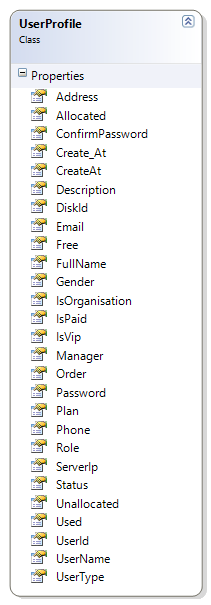 UserProfile
Class
Properties
Address
Allocated
ConfirmPassword
Create_At
CreateAt
Description
DiskId
Email
Free
FullName
Gender
IsOrganisation
IsPaid
IsVip
Manager
Order
Password
Plan
Phone
Role
ServerIp
Status
Unallocated
Used
UserId
UserName
UserType